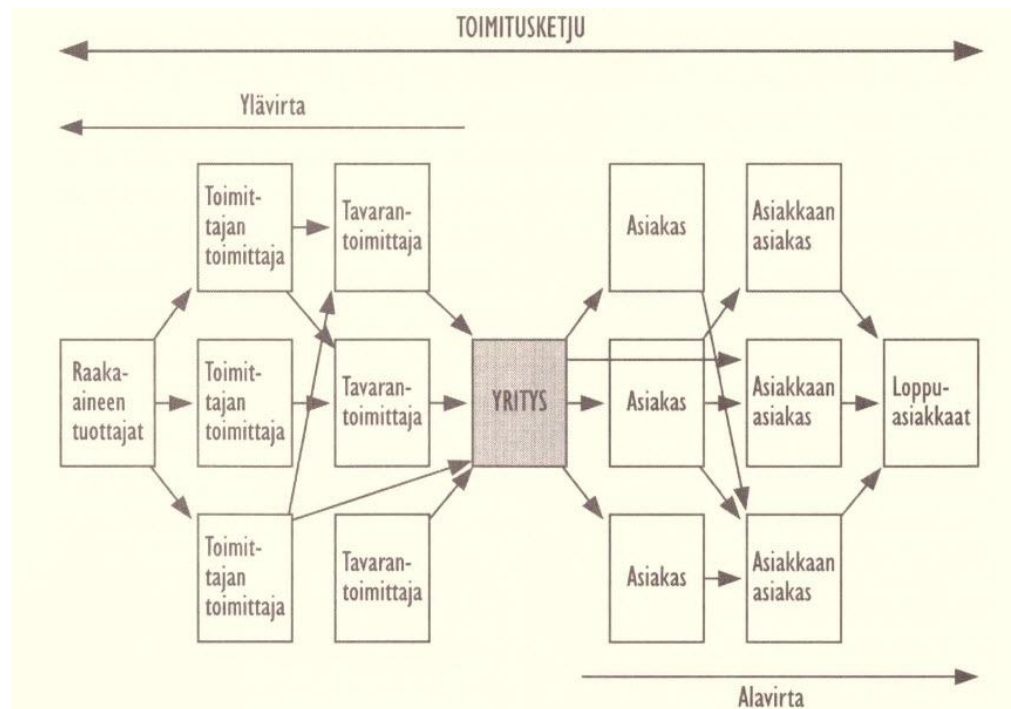 TOIMITUSKETJU
Ylävirta
Toimit-
tajan
toimittaja
Tavaran-
toimittaja
Asiakas
Asiakkaan
asiakas
Raaka-
aineen
tuottajat
Toimit-
tajan
toimittaja
Tavaran-
toimittaja
YRITYS
Asiakas
Asiakkaan
asiakas
Loppu-
asiakkaat
Toimit-
tajan
toimittaja
Tavaran-
toimittaja
Asiakas
Asiakkaan
asiakas
Alavirta